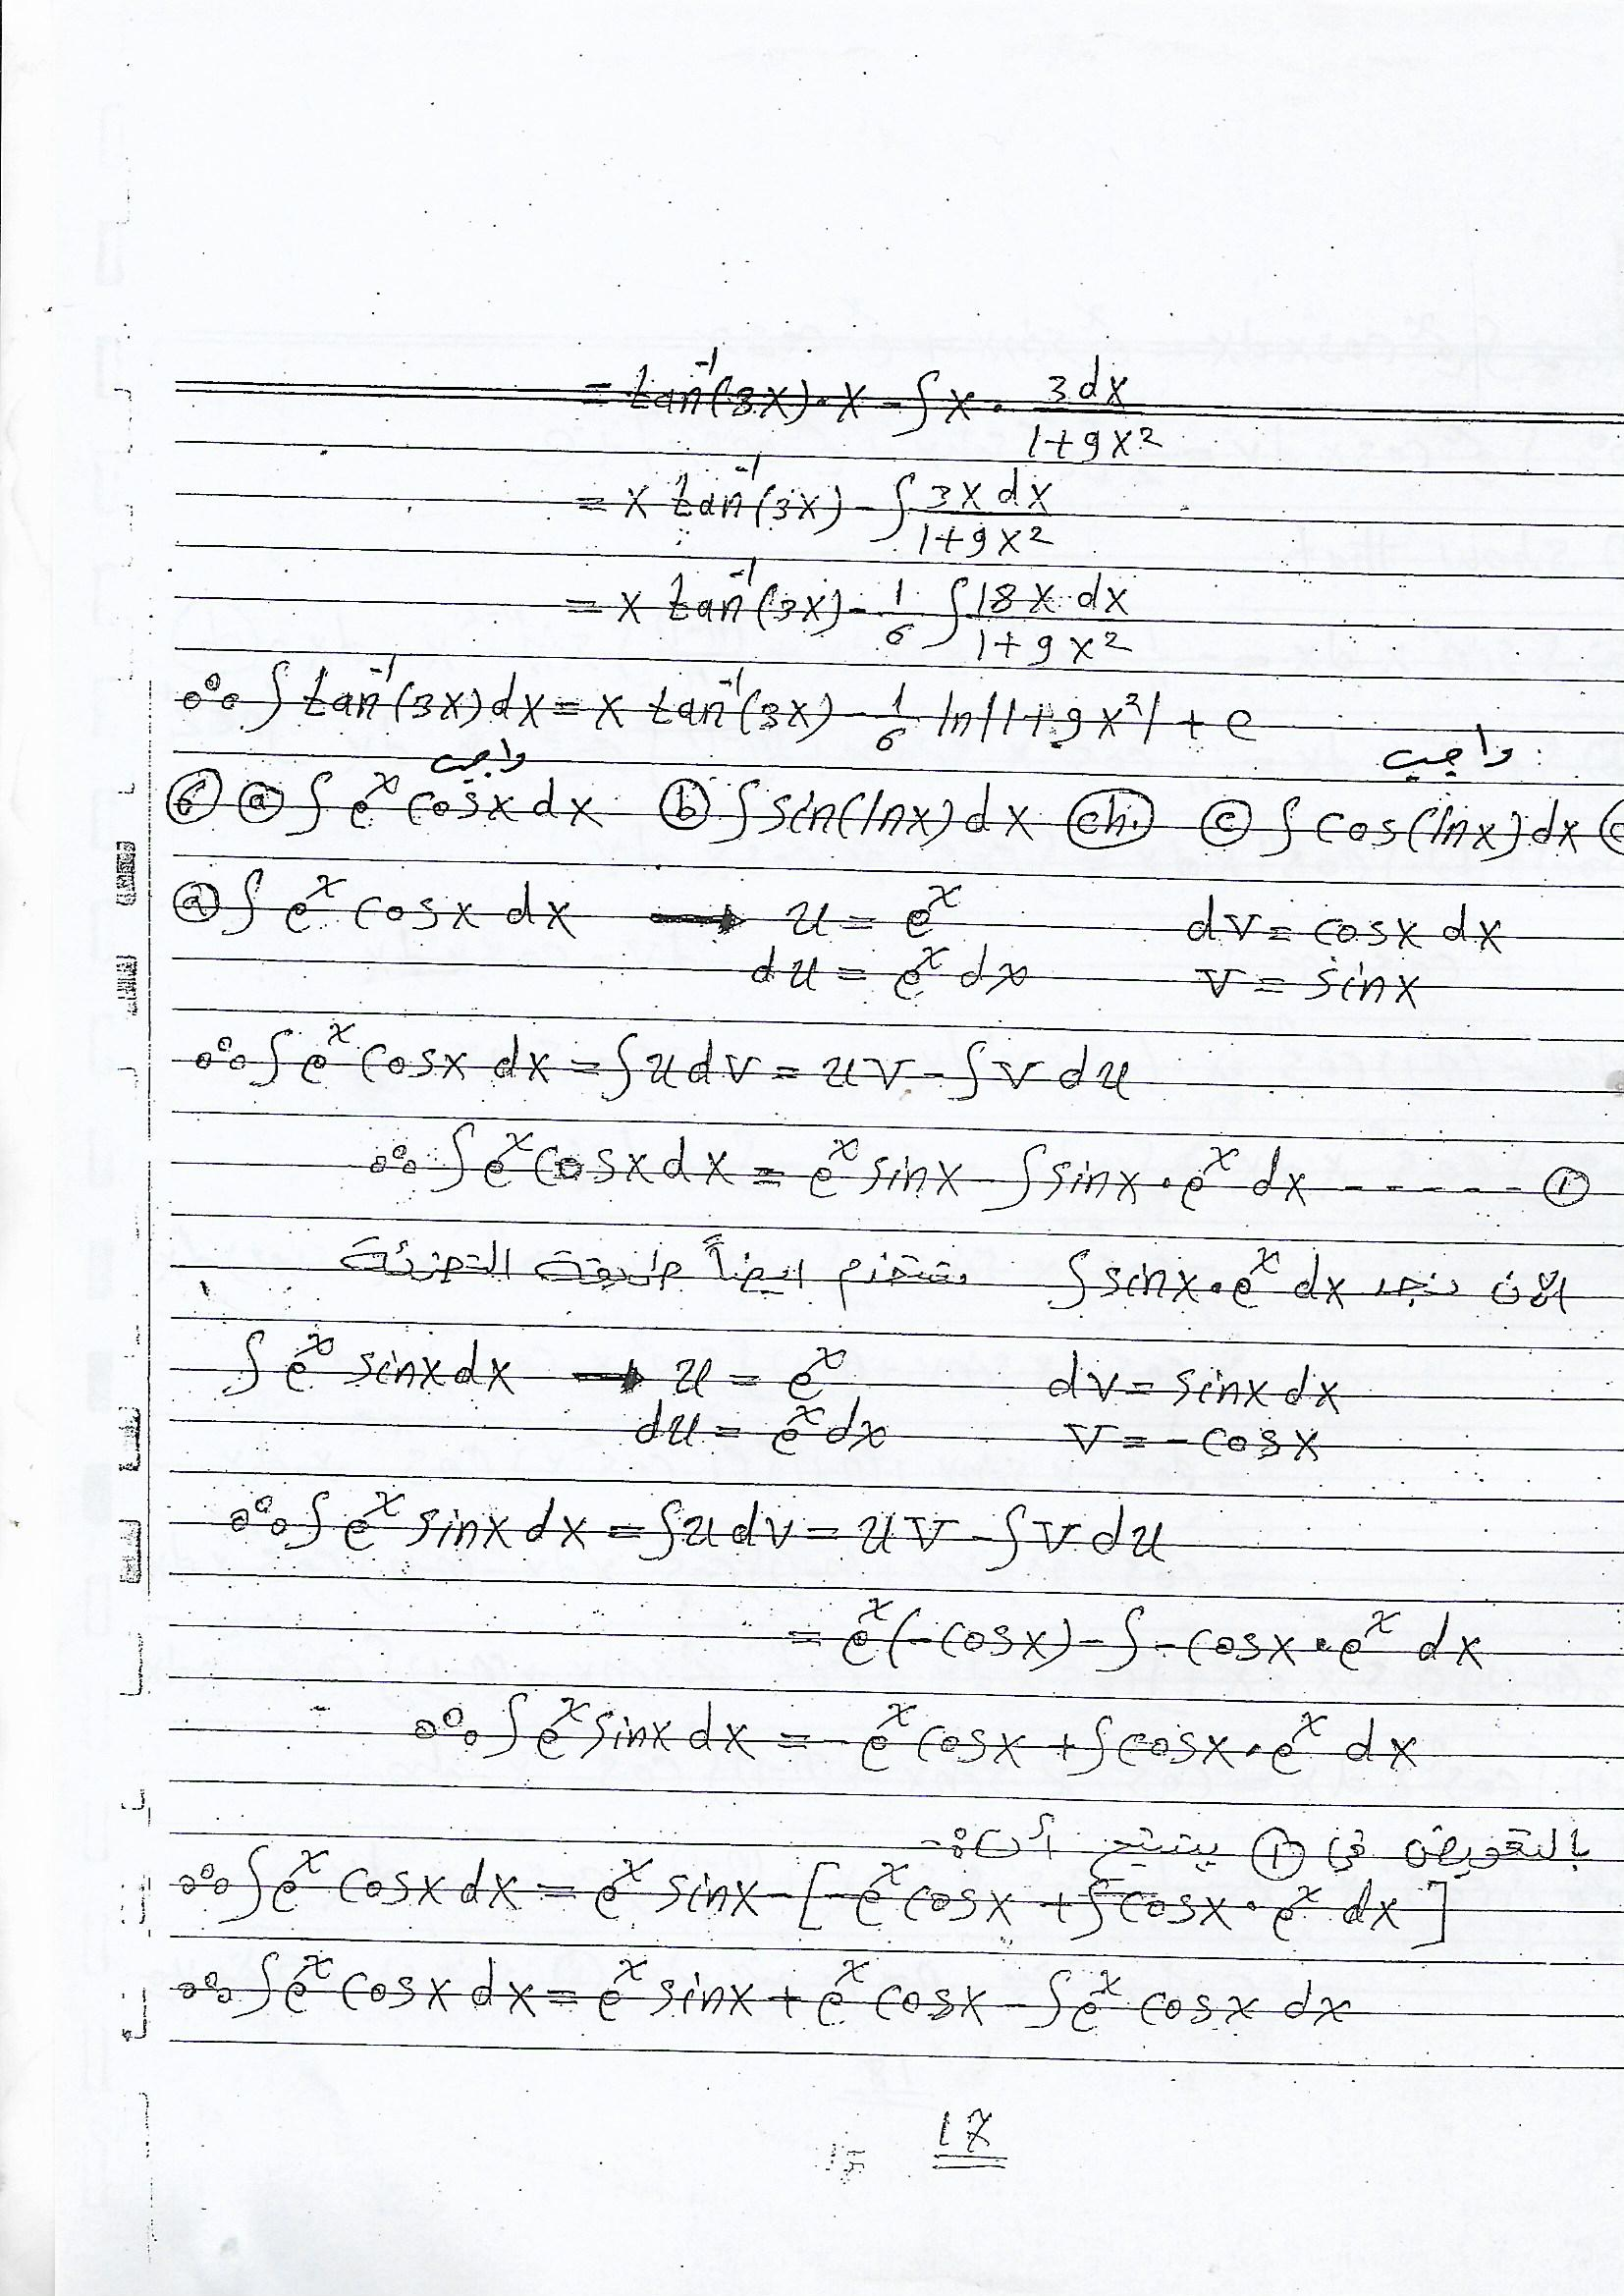 = tan⁻¹(3x)·x - ∫ x · 3dx / 1+9x²
= x tan⁻¹(3x) - ∫ 3x dx / 1+9x²
= x tan⁻¹(3x) - 1/6 ∫ 18x dx / 1+9x²
∴ ∫ tan⁻¹(3x) dx = x tan⁻¹(3x) - 1/6 ln|1+9x²| + c
واجب واجب
⑥ ⓐ ∫ eˣ cosx dx ⓑ ∫ sin(lnx) dx (ch.) ⓒ ∫ cos(lnx) dx
ⓐ ∫ eˣ cosx dx → u = eˣ dv = cosx dx
du = eˣ dx v = sinx
∴ ∫ eˣ cosx dx = ∫ u dv = uv - ∫ v du
∴ ∫ eˣ cosx dx = eˣ sinx - ∫ sinx · eˣ dx ------ ①
الآن نجد ∫ sinx · eˣ dx نستخدم ايضاً طريقة التجزئة
∫ eˣ sinx dx → u = eˣ dv = sinx dx
du = eˣ dx v = -cosx
∴ ∫ eˣ sinx dx = ∫ u dv = uv - ∫ v du
= eˣ(-cosx) - ∫ -cosx · eˣ dx
∴ ∫ eˣ sinx dx = -eˣ cosx + ∫ cosx · eˣ dx
بالتعويض في ① ينتج أن:-
∴ ∫ eˣ cosx dx = eˣ sinx - [-eˣ cosx + ∫ cosx · eˣ dx]
∴ ∫ eˣ cosx dx = eˣ sinx + eˣ cosx - ∫ eˣ cosx dx
17